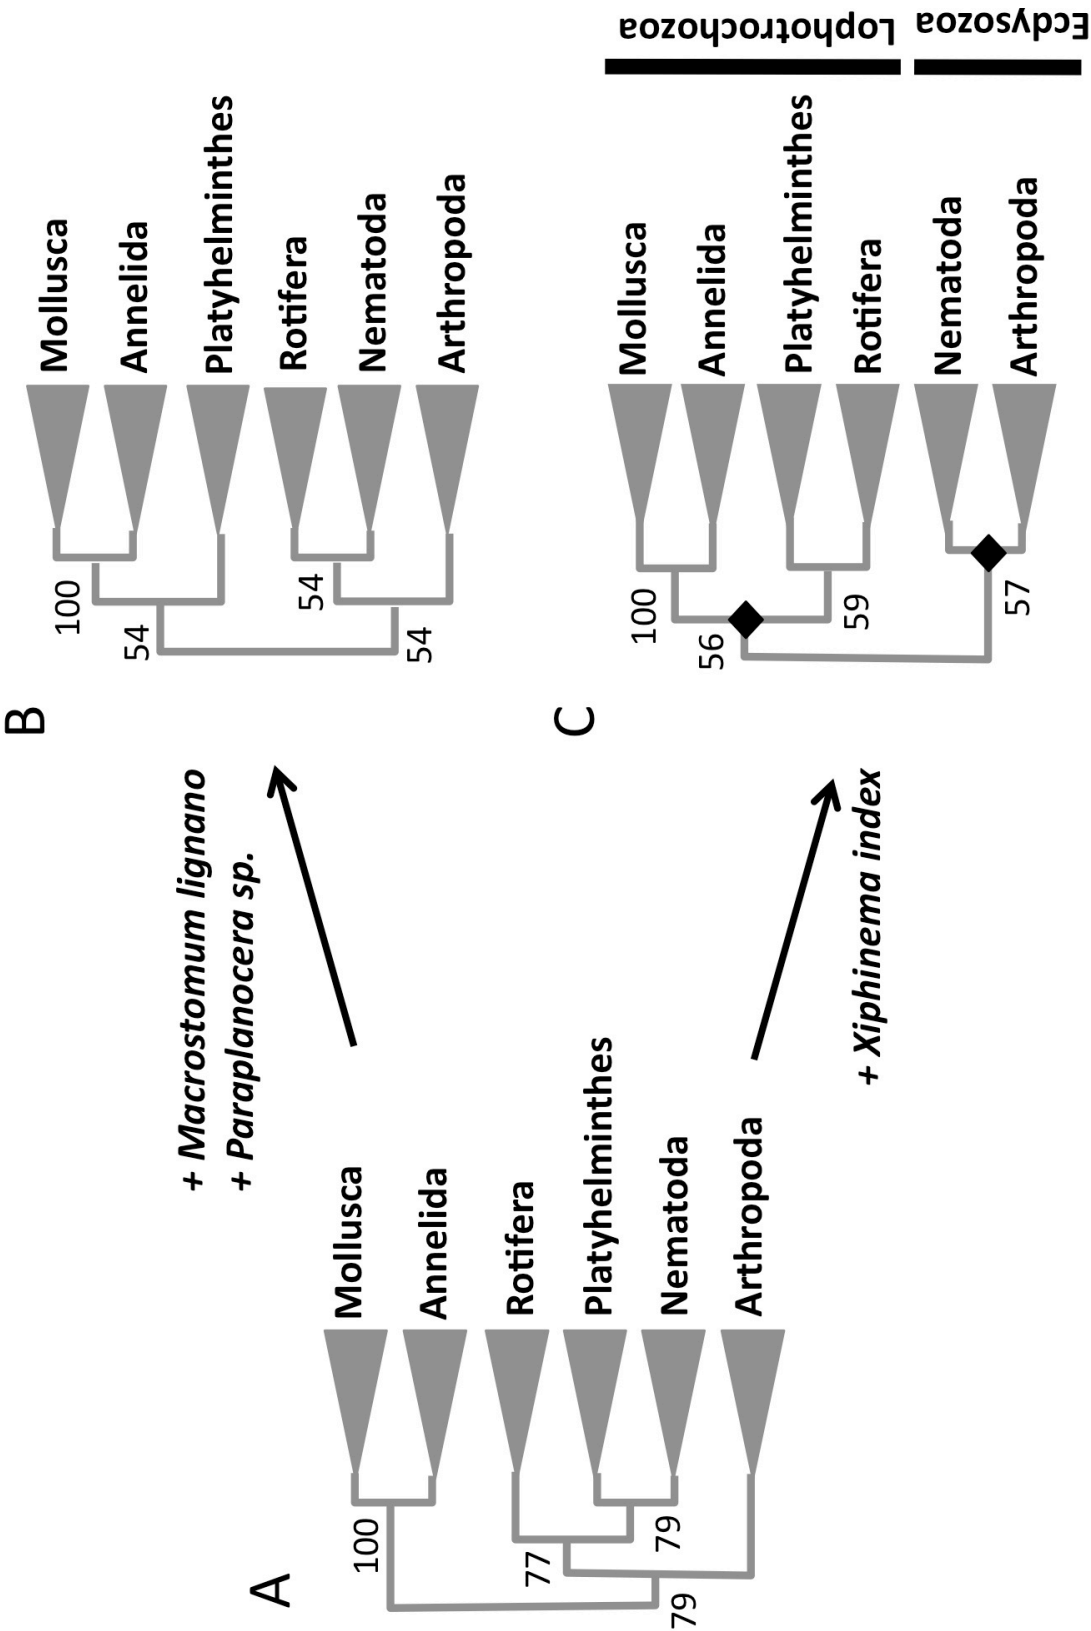 A
Mollusca
Annelida
Rotifera
Platyhelminthes
Nematoda
Arthropoda
100
77
79
79
+ Macrostomum lignano
+ Paraplanocera sp.
+ Xiphinema index
B
Mollusca
Annelida
Platyhelminthes
Rotifera
Nematoda
Arthropoda
100
54
54
54
C
Mollusca
Annelida
Platyhelminthes
Rotifera
Nematoda
Arthropoda
100
56
59
57
Lophotrochozoa
Ecdysozoa